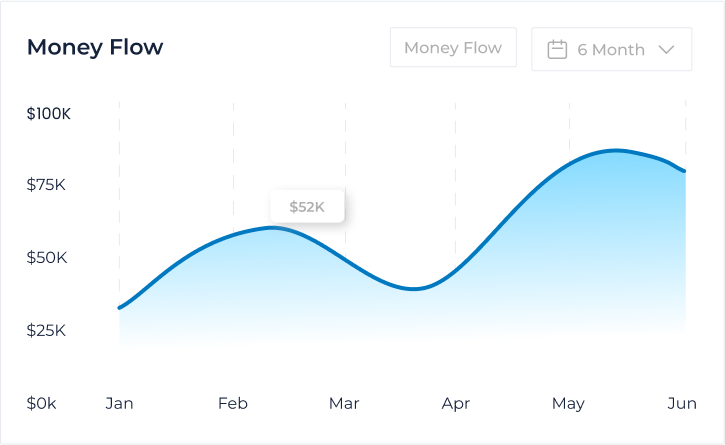 Money Flow
Money Flow
6 Month
$100K
$75K
$52K
$50K
$25K
$0k
Jan Feb Mar Apr May Jun